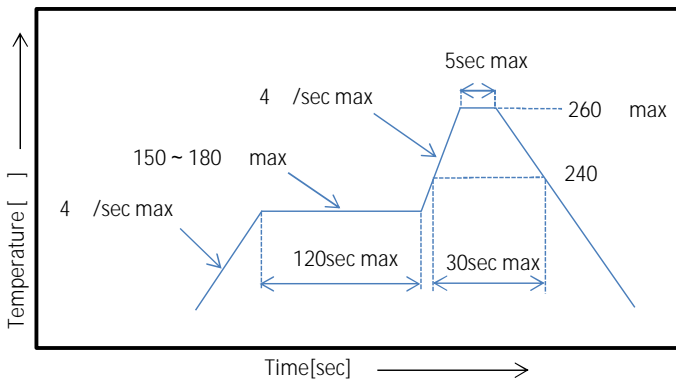 5sec max
4 /sec max
260 max
150 ~ 180 max
240
4 /sec max
120sec max
30sec max
Temperature[ ]
Time[sec]